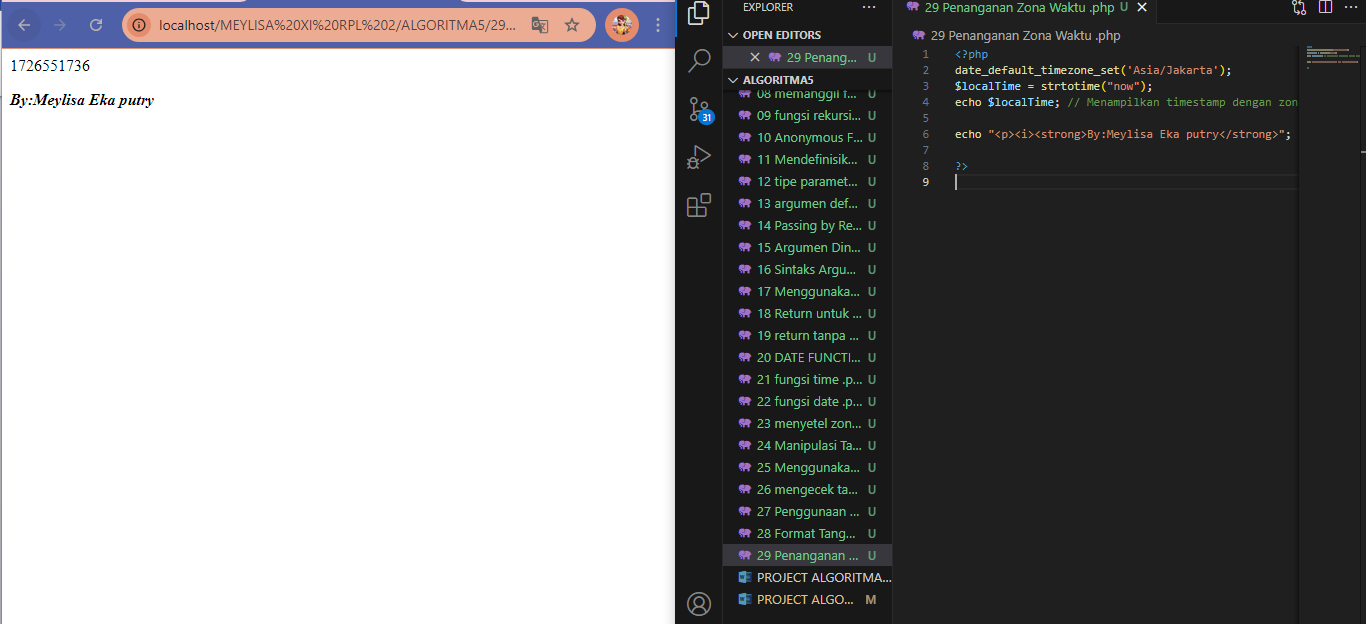 localhost/MEYLISA%20XI%20RPL%202/ALGORITMA5/29...
1726551736
By:Meylisa Eka putry
31
EXPLORER
OPEN EDITORS
29 Penang... U
ALGORITMA5
08 memanggil f... U
09 fungsi rekursi... U
10 Anonymous F... U
11 Mendefinisik... U
12 tipe paramet... U
13 argumen def... U
14 Passing by Re... U
15 Argumen Din... U
16 Sintaks Argu... U
17 Menggunaka... U
18 Return untuk ... U
19 return tanpa ... U
20 DATE FUNCTI... U
21 fungsi time .p... U
22 fungsi date .p... U
23 menyetel zon... U
24 Manipulasi Ta... U
25 Menggunaka... U
26 mengecek ta... U
27 Penggunaan ... U
28 Format Tang... U
29 Penanganan ... U
PROJECT ALGORITMA...
PROJECT ALGO... M
29 Penanganan Zona Waktu .php U
29 Penanganan Zona Waktu .php
1 <?php
2 date_default_timezone_set('Asia/Jakarta');
3 $localTime = strtotime("now");
4 echo $localTime; // Menampilkan timestamp dengan zon
5
6 echo "<p><i><strong>By:Meylisa Eka putry</strong>";
7
8 ?>
9